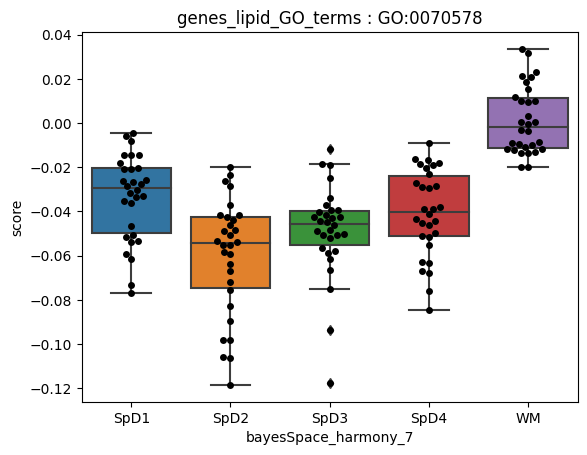 genes_lipid_GO_terms : GO:0070578
0.04
0.02
0.00
−0.02
−0.04
−0.06
−0.08
−0.10
−0.12
score
SpD1 SpD2 SpD3 SpD4 WM
bayesSpace_harmony_7